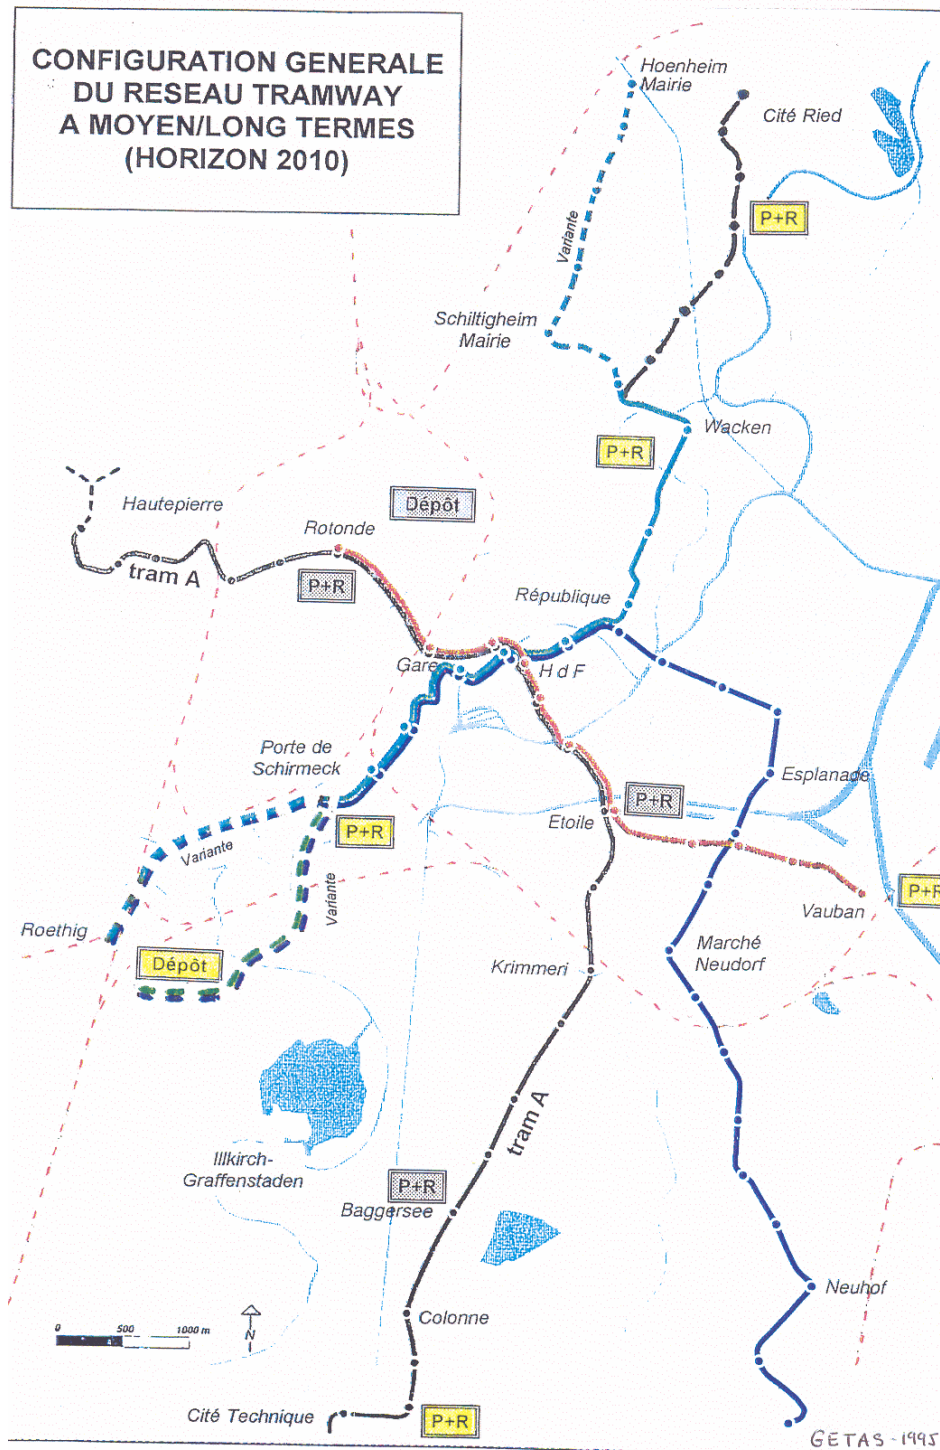 CONFIGURATION GENERALE
DU RESEAU TRAMWAY
A MOYEN/LONG TERMES
(HORIZON 2010)
Hoenheim
Mairie
Cité Ried
P+R
Variante
Schiltigheim
Mairie
Wacken
P+R
Hautepierre
Dépôt
Rotonde
tram A
P+R
République
Gare
H d F
Porte de
Schirmeck
Esplanade
P+R
Etoile
P+R
Variante
Variante
P+R
Vauban
Roethig
Marché
Neudorf
Dépôt
Krimmeri
tram A
Illkirch-
Graffenstaden
P+R
Baggersee
Neuhof
Colonne
0 500 1000 m
N
Cité Technique
P+R
GETAS - 1995